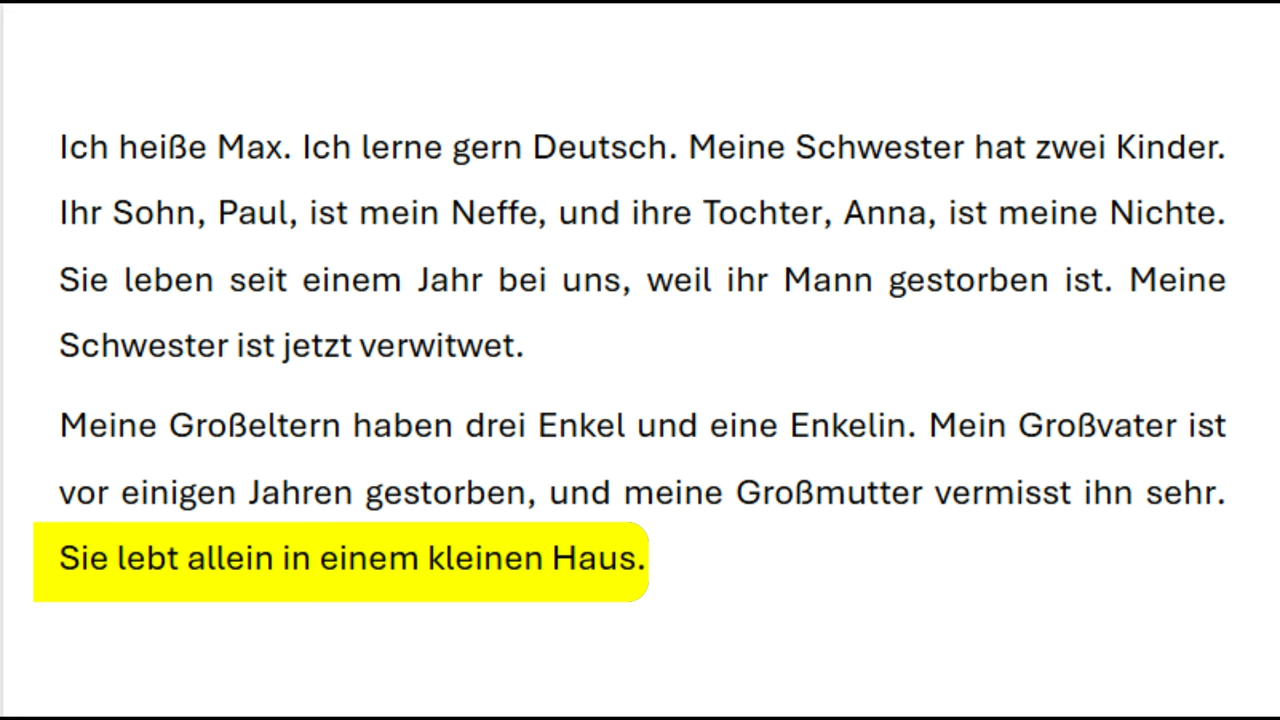 Ich heiße Max. Ich lerne gern Deutsch. Meine Schwester hat zwei Kinder.
Ihr Sohn, Paul, ist mein Neffe, und ihre Tochter, Anna, ist meine Nichte.
Sie leben seit einem Jahr bei uns, weil ihr Mann gestorben ist. Meine
Schwester ist jetzt verwitwet.
Meine Großeltern haben drei Enkel und eine Enkelin. Mein Großvater ist
vor einigen Jahren gestorben, und meine Großmutter vermisst ihn sehr.
Sie lebt allein in einem kleinen Haus.